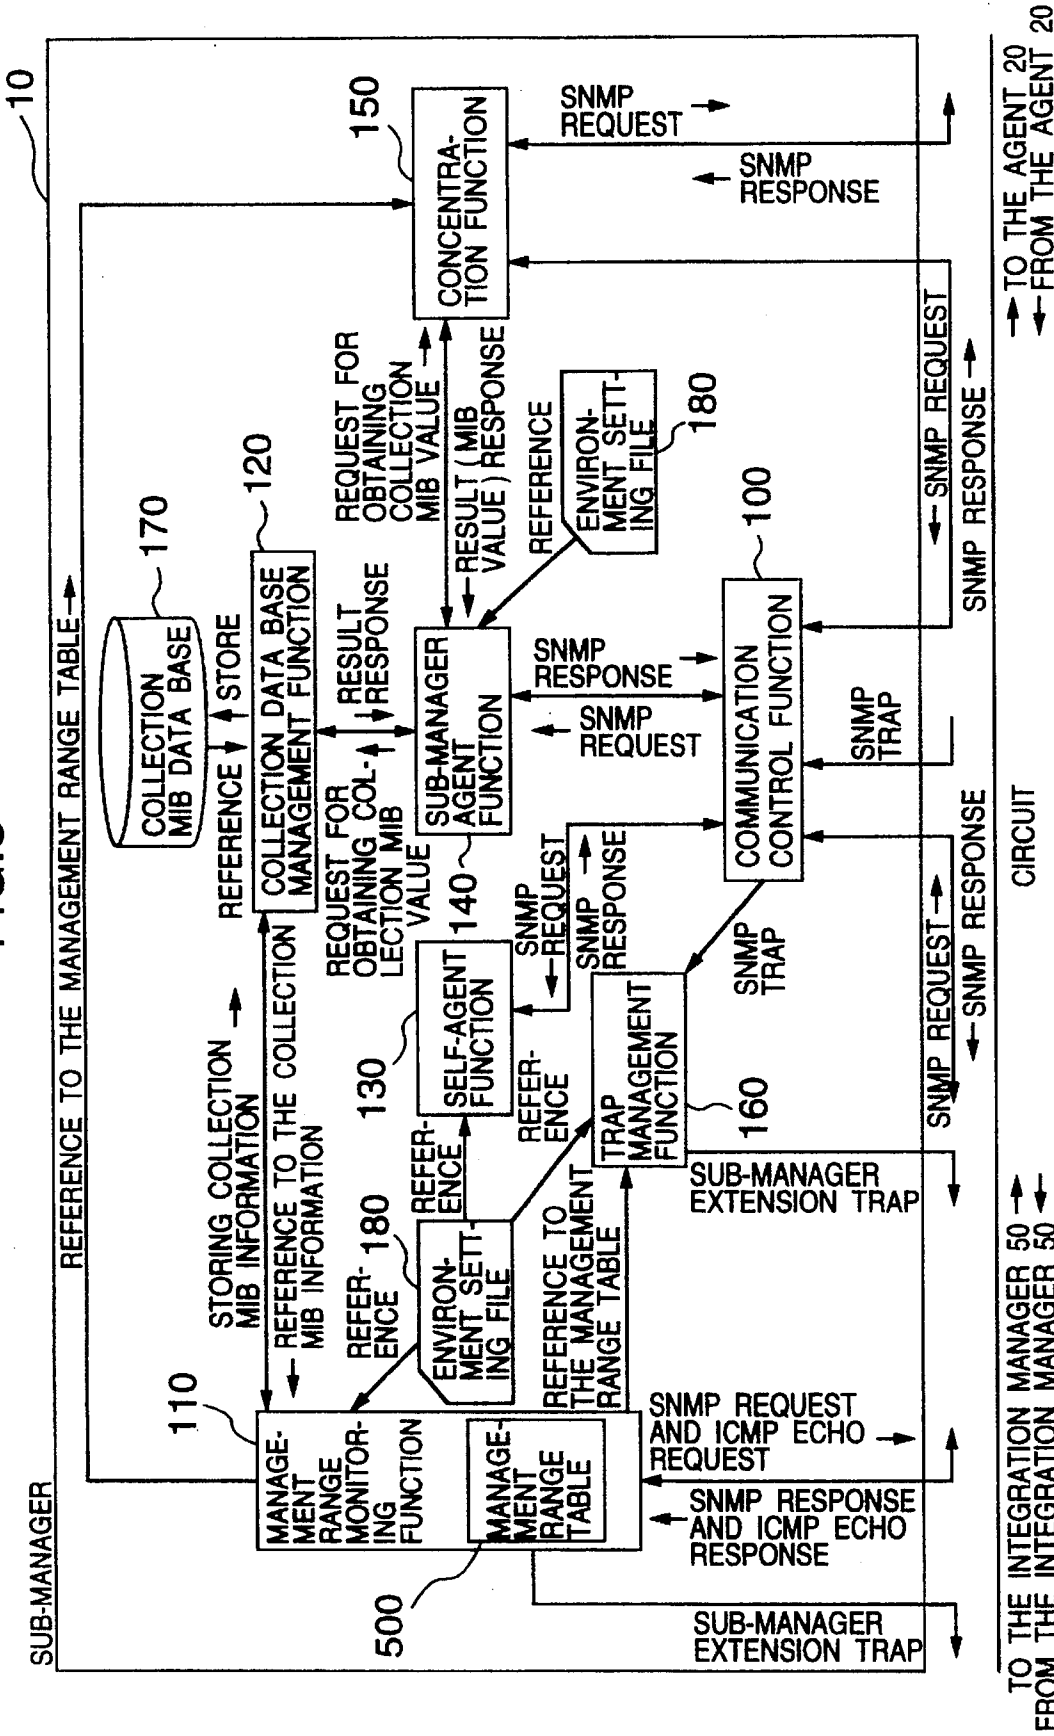 SUB-MANAGER
10
REFERENCE TO THE MANAGEMENT RANGE TABLE→
COLLECTION
MIB DATA BASE
170
REFERENCE
STORE
120
COLLECTION DATA BASE
MANAGEMENT FUNCTION
STORING COLLECTION
MIB INFORMATION
REFERENCE TO THE COLLECTION
MIB INFORMATION
REQUEST FOR
OBTAINING COL-
LECTION MIB
VALUE
RESULT
RESPONSE
REQUEST FOR
OBTAINING
COLLECTION
MIB VALUE
RESULT (MIB
VALUE) RESPONSE
150
CONCENTRA-
TION FUNCTION
SNMP
REQUEST
SNMP
RESPONSE
110
MANAGE-
MENT
RANGE
MONITOR-
ING
FUNCTION
MANAGE-
MENT
RANGE
TABLE
500
REFER-
ENCE
180
ENVIRON-
MENT SETT-
ING FILE
REFER-
ENCE
130
SELF-AGENT
FUNCTION
REFER-
ENCE
140
SUB-MANAGER
AGENT
FUNCTION
REFERENCE
ENVIRON-
MENT SETT-
ING FILE
180
SNMP
REQUEST
SNMP
RESPONSE
SNMP
RESPONSE
SNMP
REQUEST
REFERENCE TO
THE MANAGEMENT
RANGE TABLE
TRAP
MANAGEMENT
FUNCTION
160
SNMP
TRAP
100
COMMUNICATION
CONTROL FUNCTION
SNMP
TRAP
SNMP REQUEST
AND ICMP ECHO
REQUEST
SNMP RESPONSE
AND ICMP ECHO
RESPONSE
SUB-MANAGER
EXTENSION TRAP
SUB-MANAGER
EXTENSION TRAP
SNMP REQUEST→
←SNMP RESPONSE
←SNMP REQUEST
SNMP RESPONSE→
TO THE INTEGRATION MANAGER 50→
FROM THE INTEGRATION MANAGER 50←
CIRCUIT
→TO THE AGENT 20
←FROM THE AGENT 20